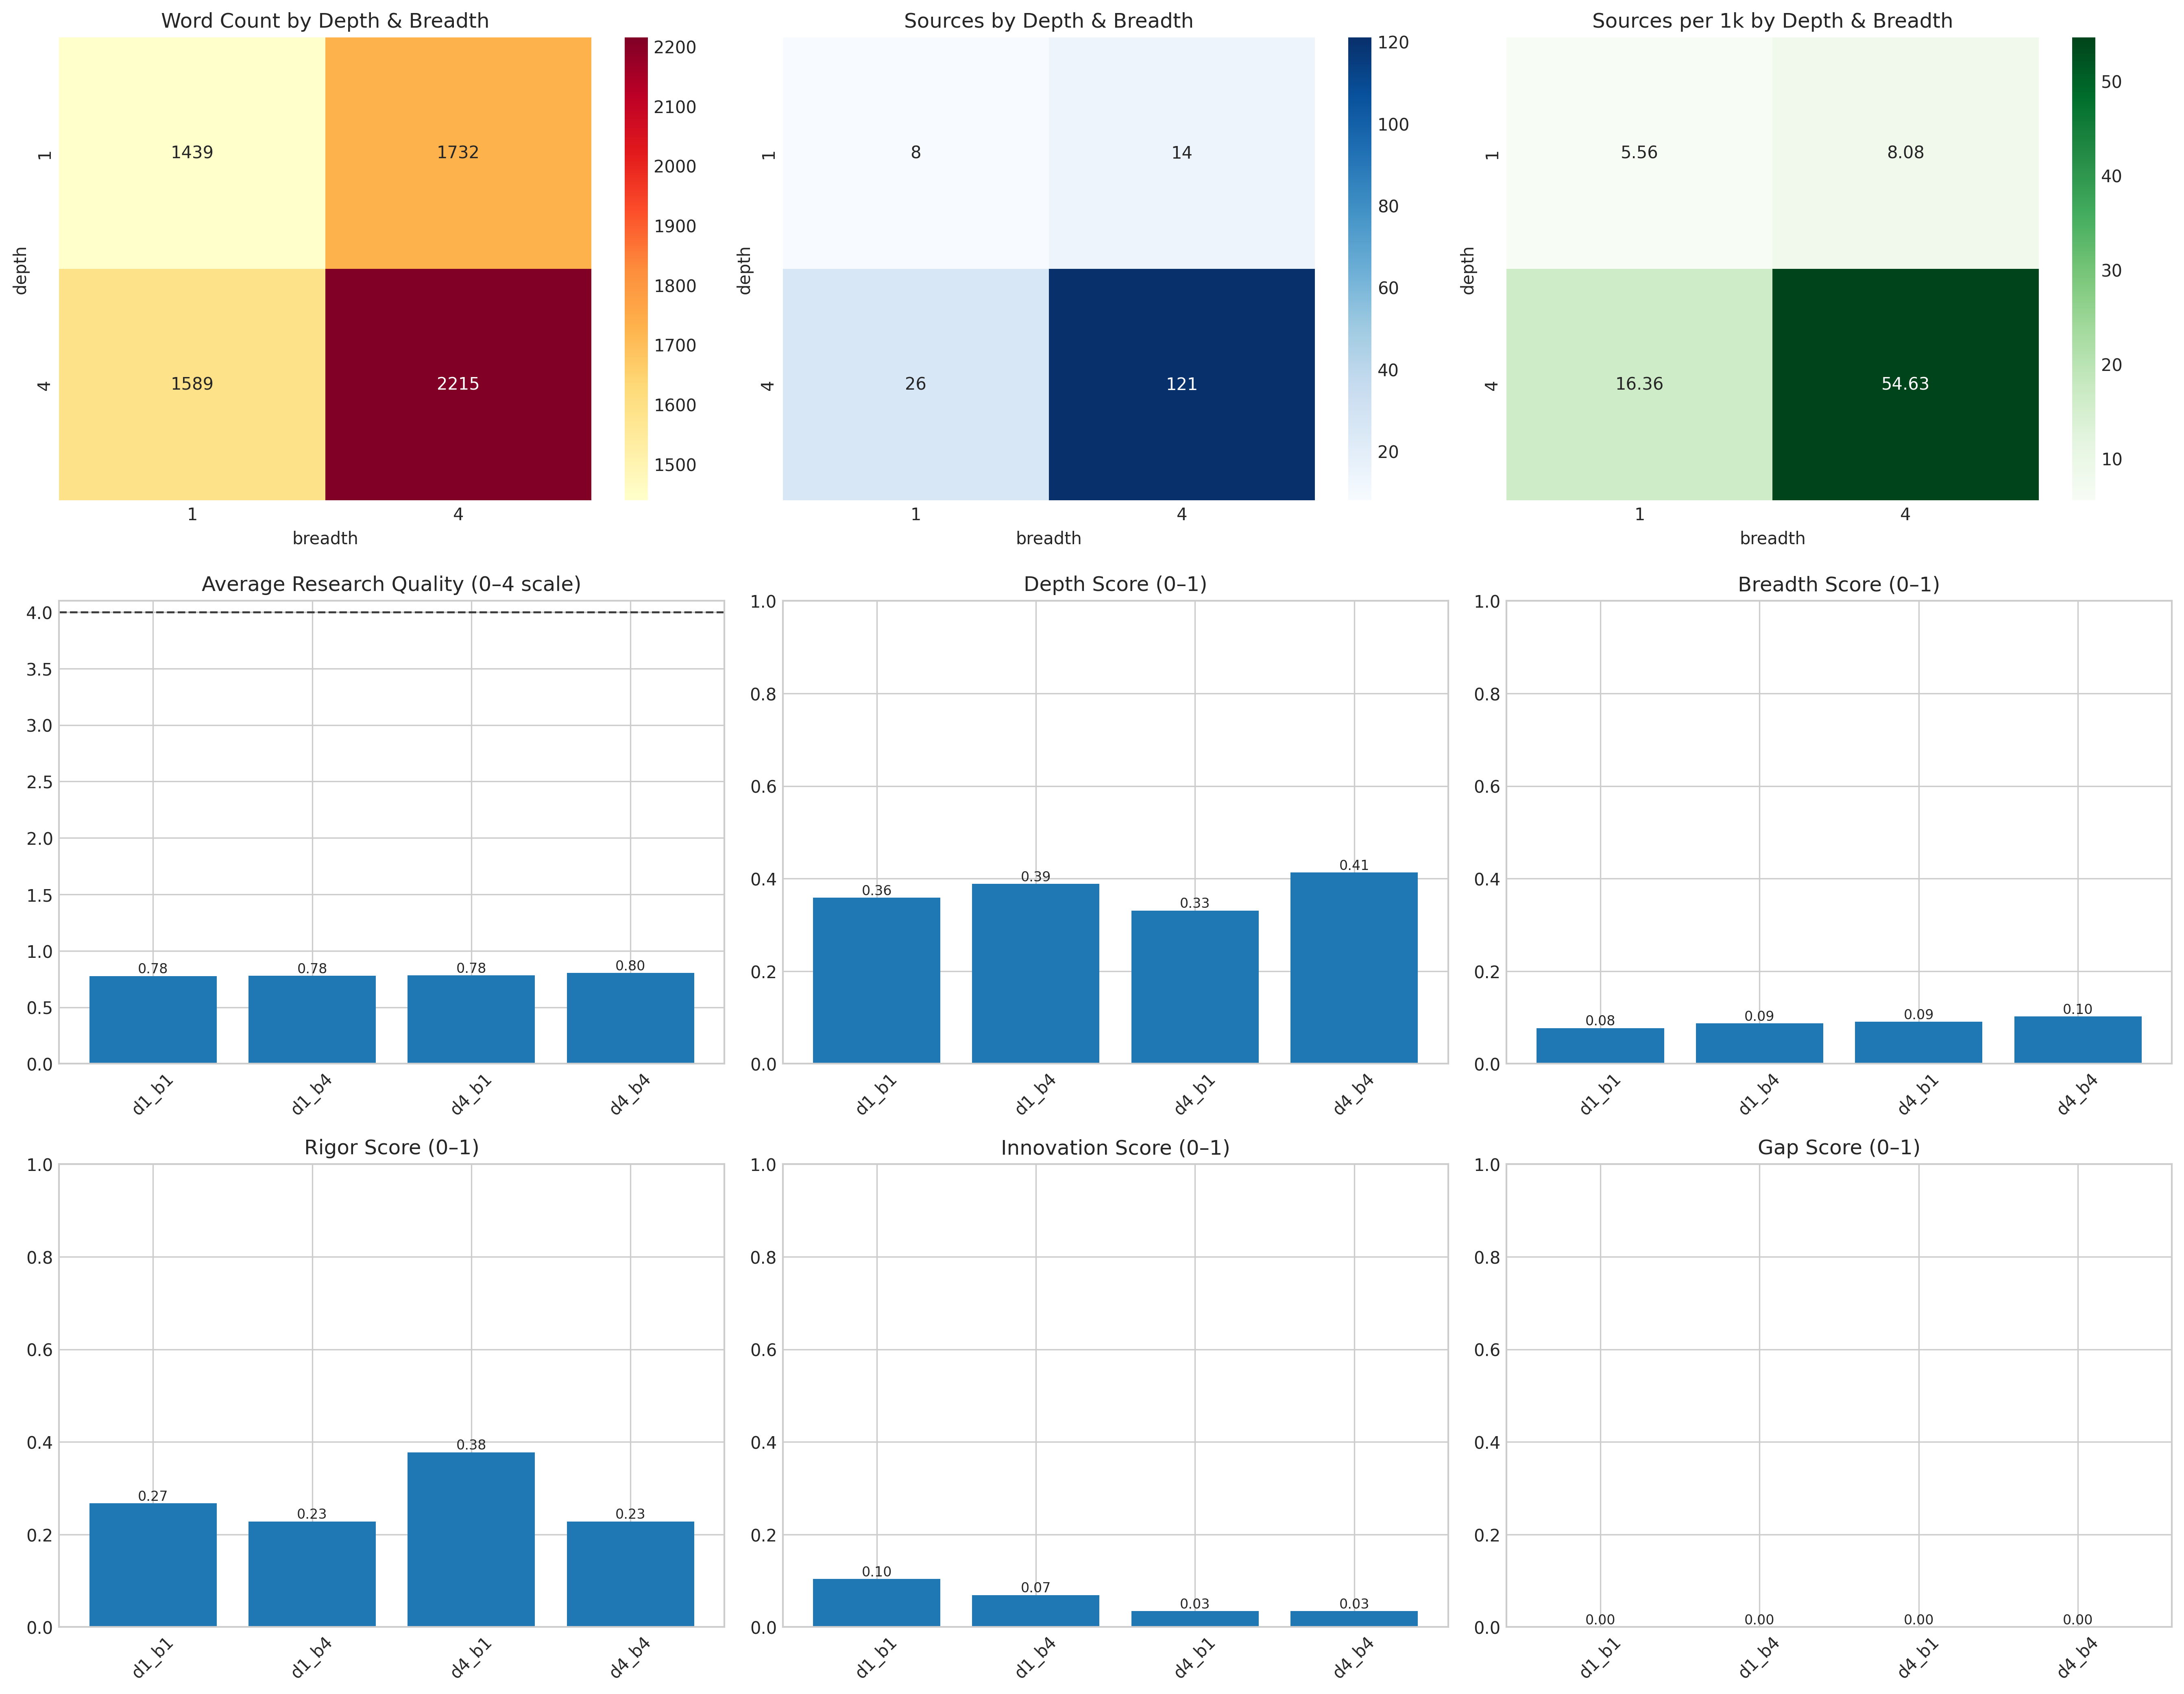 Word Count by Depth & Breadth
1439 1732
1589 2215
1
4
depth
1 4
breadth
2200
2100
2000
1900
1800
1700
1600
1500
Sources by Depth & Breadth
8 14
26 121
1
4
depth
1 4
breadth
120
100
80
60
40
20
Sources per 1k by Depth & Breadth
5.56 8.08
16.36 54.63
1
4
depth
1 4
breadth
50
40
30
20
10
Average Research Quality (0–4 scale)
4.0
3.5
3.0
2.5
2.0
1.5
1.0
0.5
0.0
0.78 0.78 0.78 0.80
d1_b1 d1_b4 d4_b1 d4_b4
Depth Score (0–1)
1.0
0.8
0.6
0.4
0.2
0.0
0.36 0.39 0.33 0.41
d1_b1 d1_b4 d4_b1 d4_b4
Breadth Score (0–1)
1.0
0.8
0.6
0.4
0.2
0.0
0.08 0.09 0.09 0.10
d1_b1 d1_b4 d4_b1 d4_b4
Rigor Score (0–1)
1.0
0.8
0.6
0.4
0.2
0.0
0.27 0.23 0.38 0.23
d1_b1 d1_b4 d4_b1 d4_b4
Innovation Score (0–1)
1.0
0.8
0.6
0.4
0.2
0.0
0.10 0.07 0.03 0.03
d1_b1 d1_b4 d4_b1 d4_b4
Gap Score (0–1)
1.0
0.8
0.6
0.4
0.2
0.0
0.00 0.00 0.00 0.00
d1_b1 d1_b4 d4_b1 d4_b4